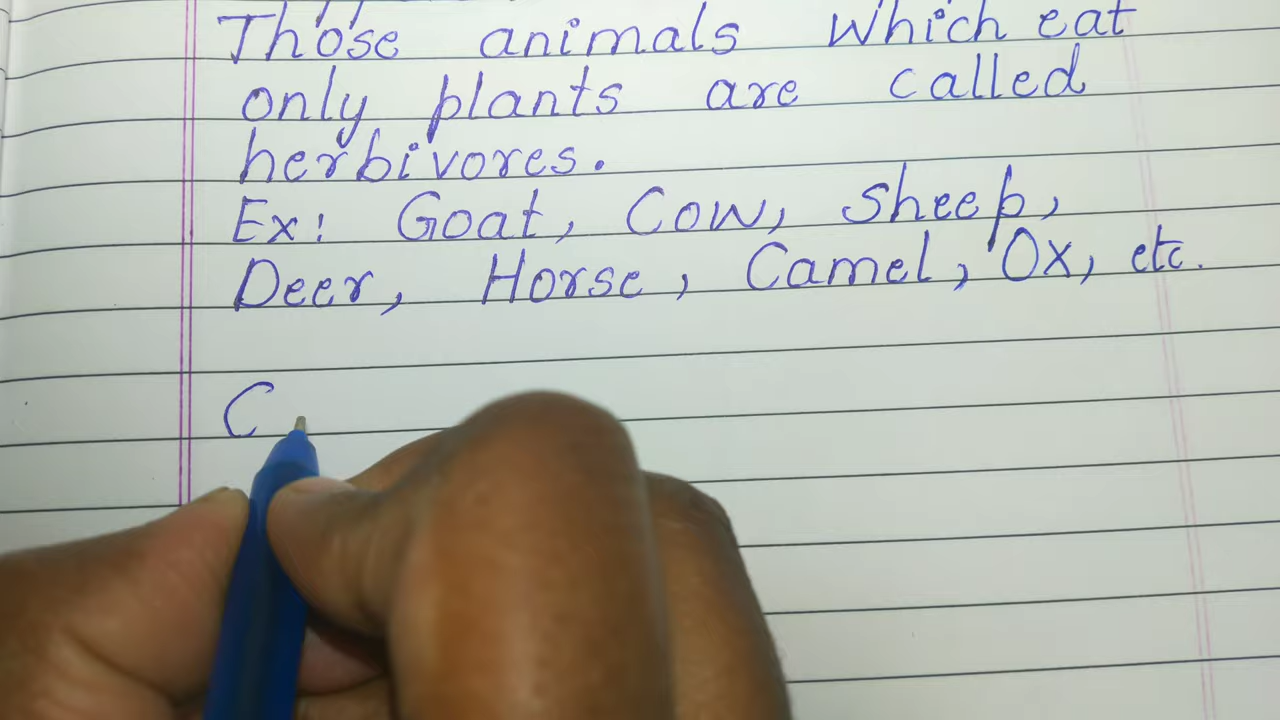 Those animals which eat
only plants are called
herbivores.
Ex: Goat, Cow, Sheep,
Deer, Horse, Camel, Ox, etc.
C